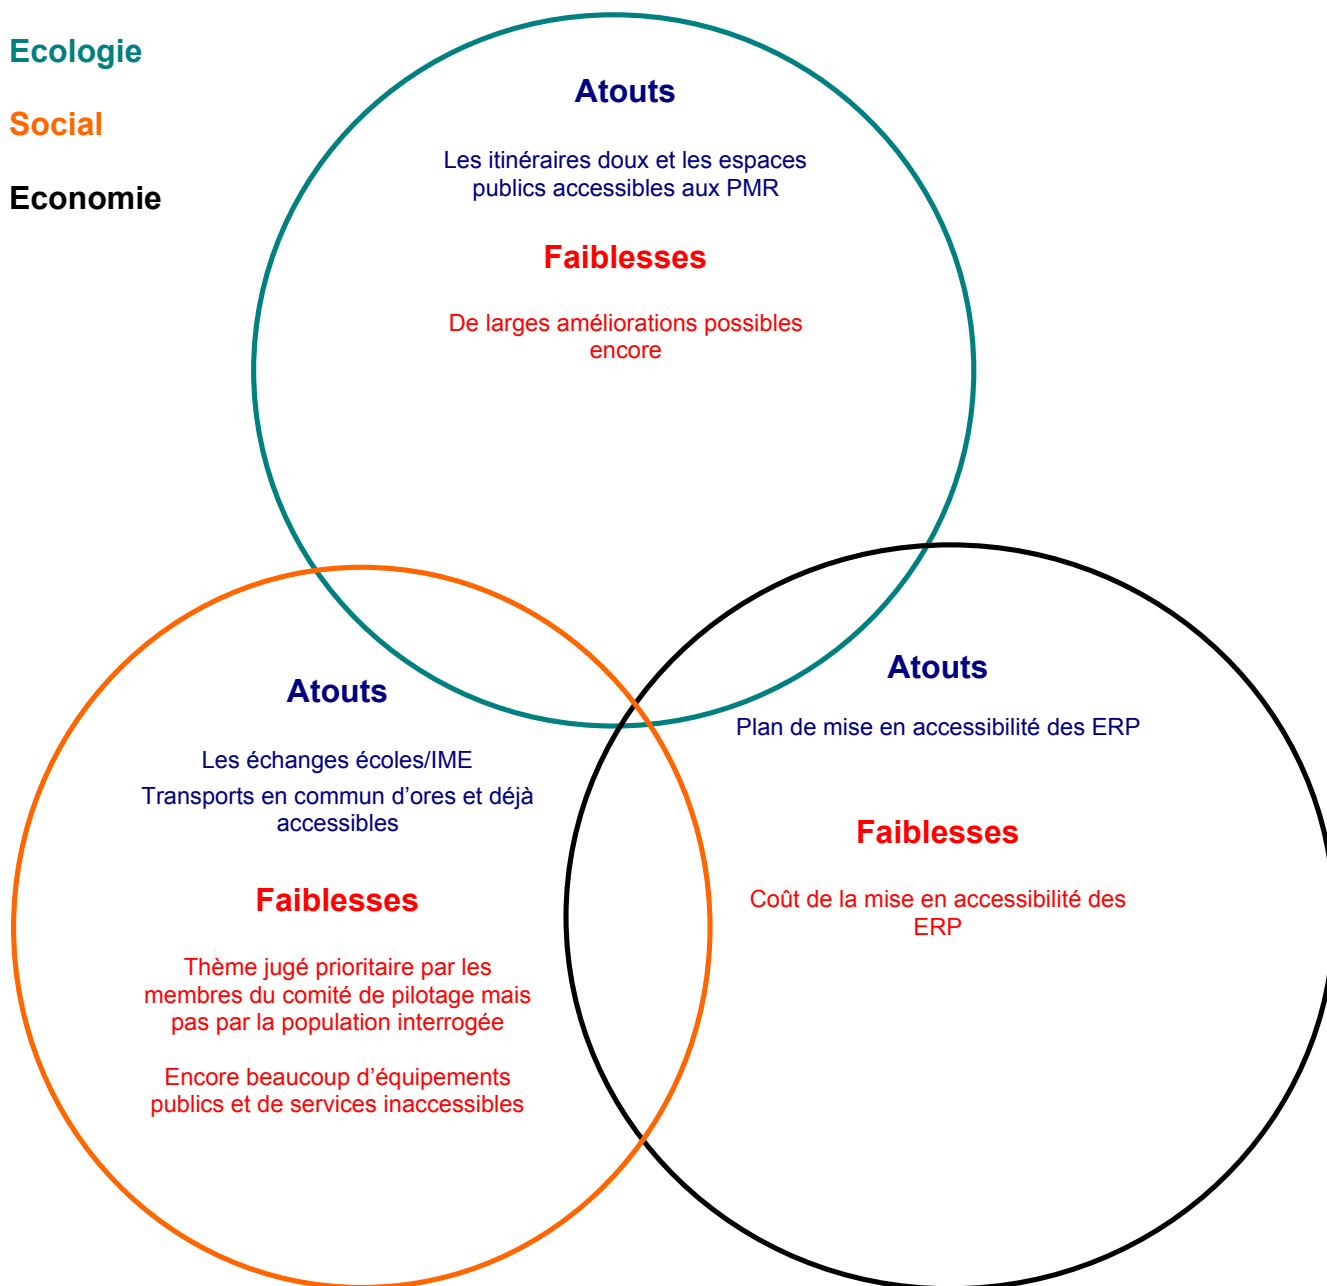 Ecologie
Social
Economie
Atouts
Les itinéraires doux et les espaces
publics accessibles aux PMR
Faiblesses
De larges améliorations possibles
encore
Atouts
Les échanges écoles/IME
Transports en commun d’ores et déjà
accessibles
Faiblesses
Thème jugé prioritaire par les
membres du comité de pilotage mais
pas par la population interrogée
Encore beaucoup d’équipements
publics et de services inaccessibles
Atouts
Plan de mise en accessibilité des ERP
Faiblesses
Coût de la mise en accessibilité des
ERP